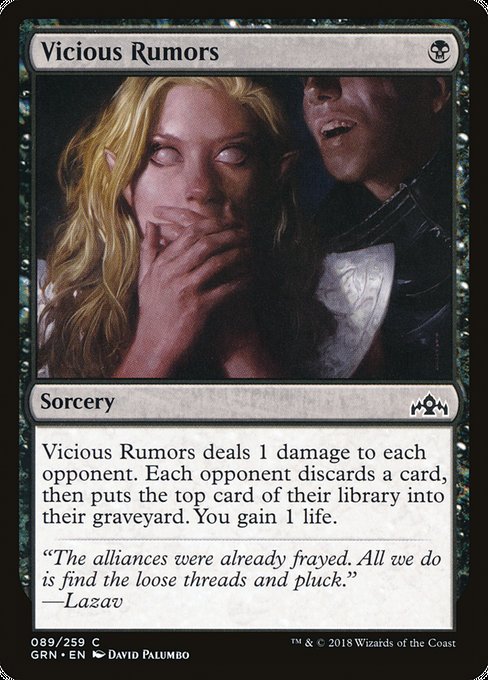 Vicious Rumors
Sorcery
Vicious Rumors deals 1 damage to each
opponent. Each opponent discards a card,
then puts the top card of their library into
their graveyard. You gain 1 life.
“The alliances were already frayed. All we do
is find the loose threads and pluck.”
—Lazav
089/259 C
GRN • EN DAVID PALUMBO
™ & © 2018 Wizards of the Coast